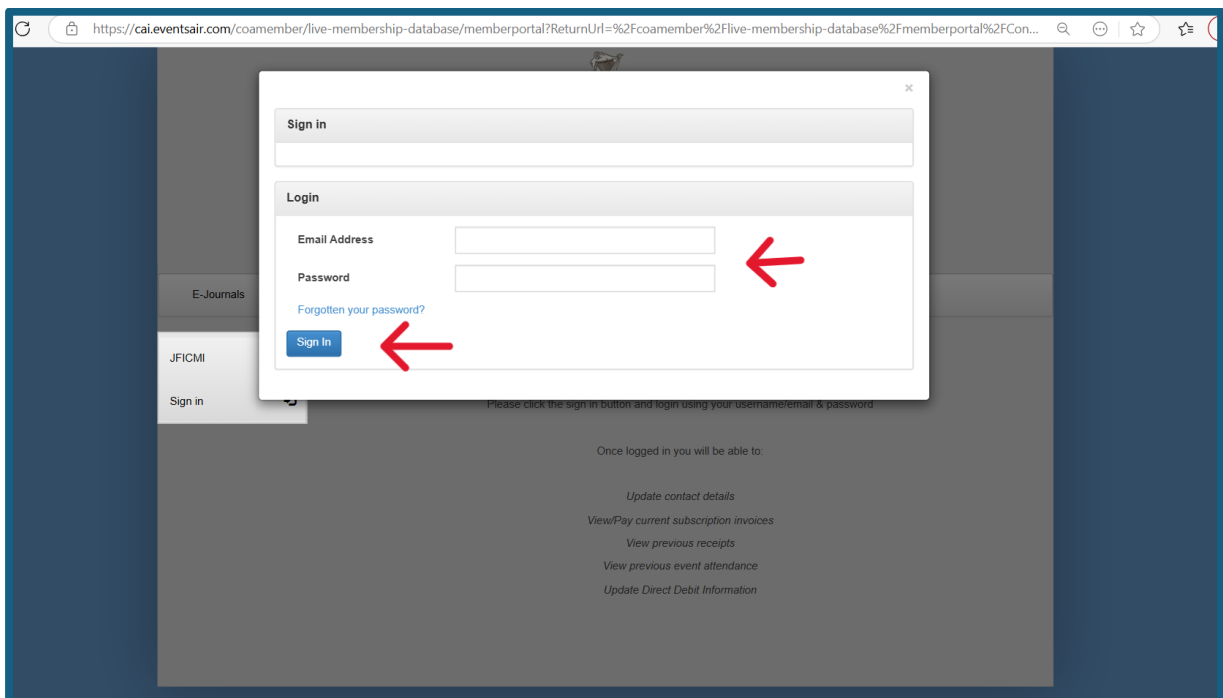 https://cai.eventsair.com/coamember/live-membership-database/memberportal?ReturnUrl=%2Fcoamember%2Flive-membership-database%2Fmemberportal%2FCon...
×
Sign in
Login
Email Address
Password
Forgotten your password?
Sign In
E-Journals
JFICMI
Sign in
Please click the sign in button and login using your username/email & password
Once logged in you will be able to:
Update contact details
View/Pay current subscription invoices
View previous receipts
View previous event attendance
Update Direct Debit Information